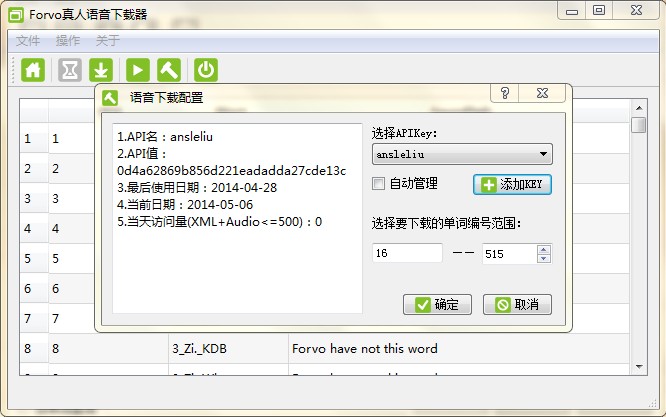 Forvo真人语音下载器
文件 操作 关于
语音下载配置
1.API名：ansleliu
2.API值：
0d4a62869b856d221eadadda27cde13c
3.最后使用日期：2014-04-28
4.当前日期：2014-05-06
5.当天访问量(XML+Audio<=500)：0
选择APIKey:
ansleliu
自动管理 添加KEY
选择要下载的单词编号范围:
16 —— 515
确定 取消
1 1
2 2
3 3
4 4
5 5
6 6
7 7
8 8 3_Zi._KDB Forvo have not this word